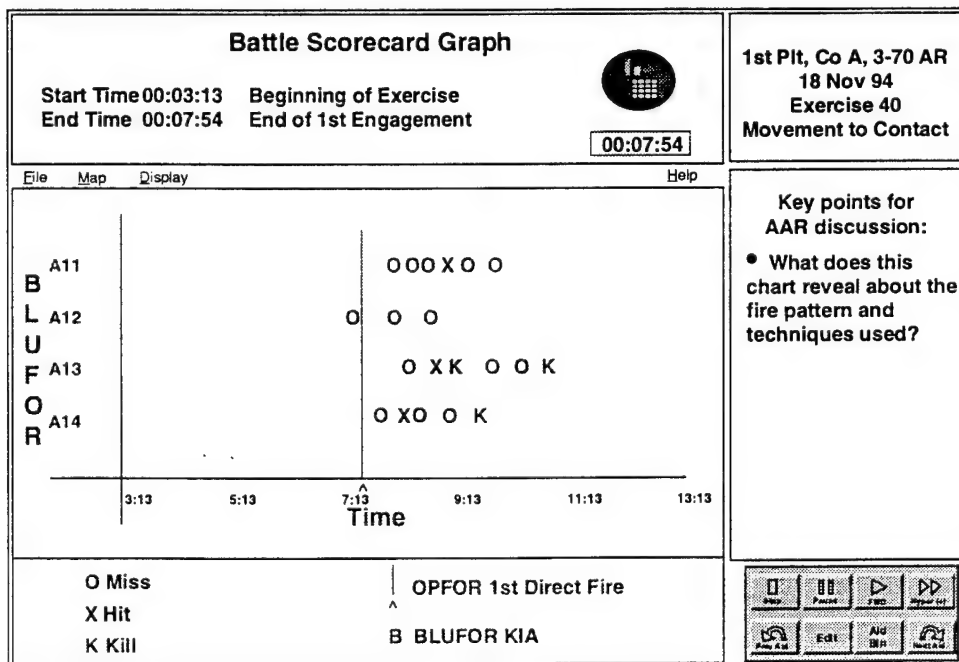 Battle Scorecard Graph
Start Time 00:03:13 Beginning of Exercise
End Time 00:07:54 End of 1st Engagement
00:07:54
1st Plt, Co A, 3-70 AR
18 Nov 94
Exercise 40
Movement to Contact
File Map Display Help
BLUFOR
A11 O O O X O O
A12 O O O
A13 O X K O O K
A14 O X O O K
3:13 5:13 7:13 9:13 11:13 13:13
^
Time
O Miss
X Hit
K Kill
OPFOR 1st Direct Fire
^
B BLUFOR KIA
Key points for
AAR discussion:
• What does this
chart reveal about the
fire pattern and
techniques used?
Stop Pause FWD
Edit Aid